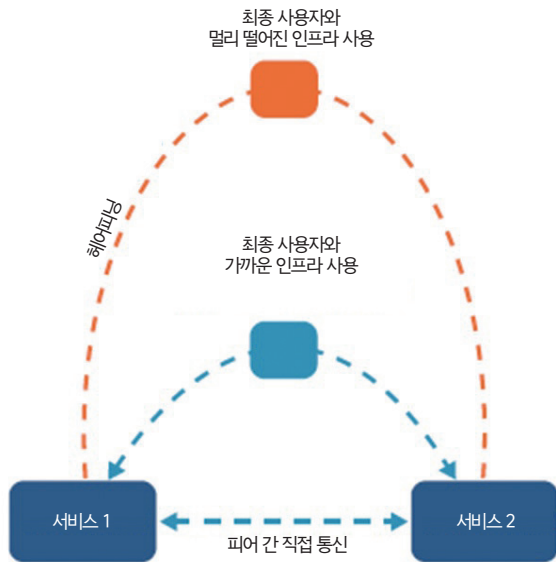 최종 사용자와
멀리 떨어진 인프라 사용
헤어피닝
최종 사용자와
가까운 인프라 사용
서비스 1
서비스 2
피어 간 직접 통신